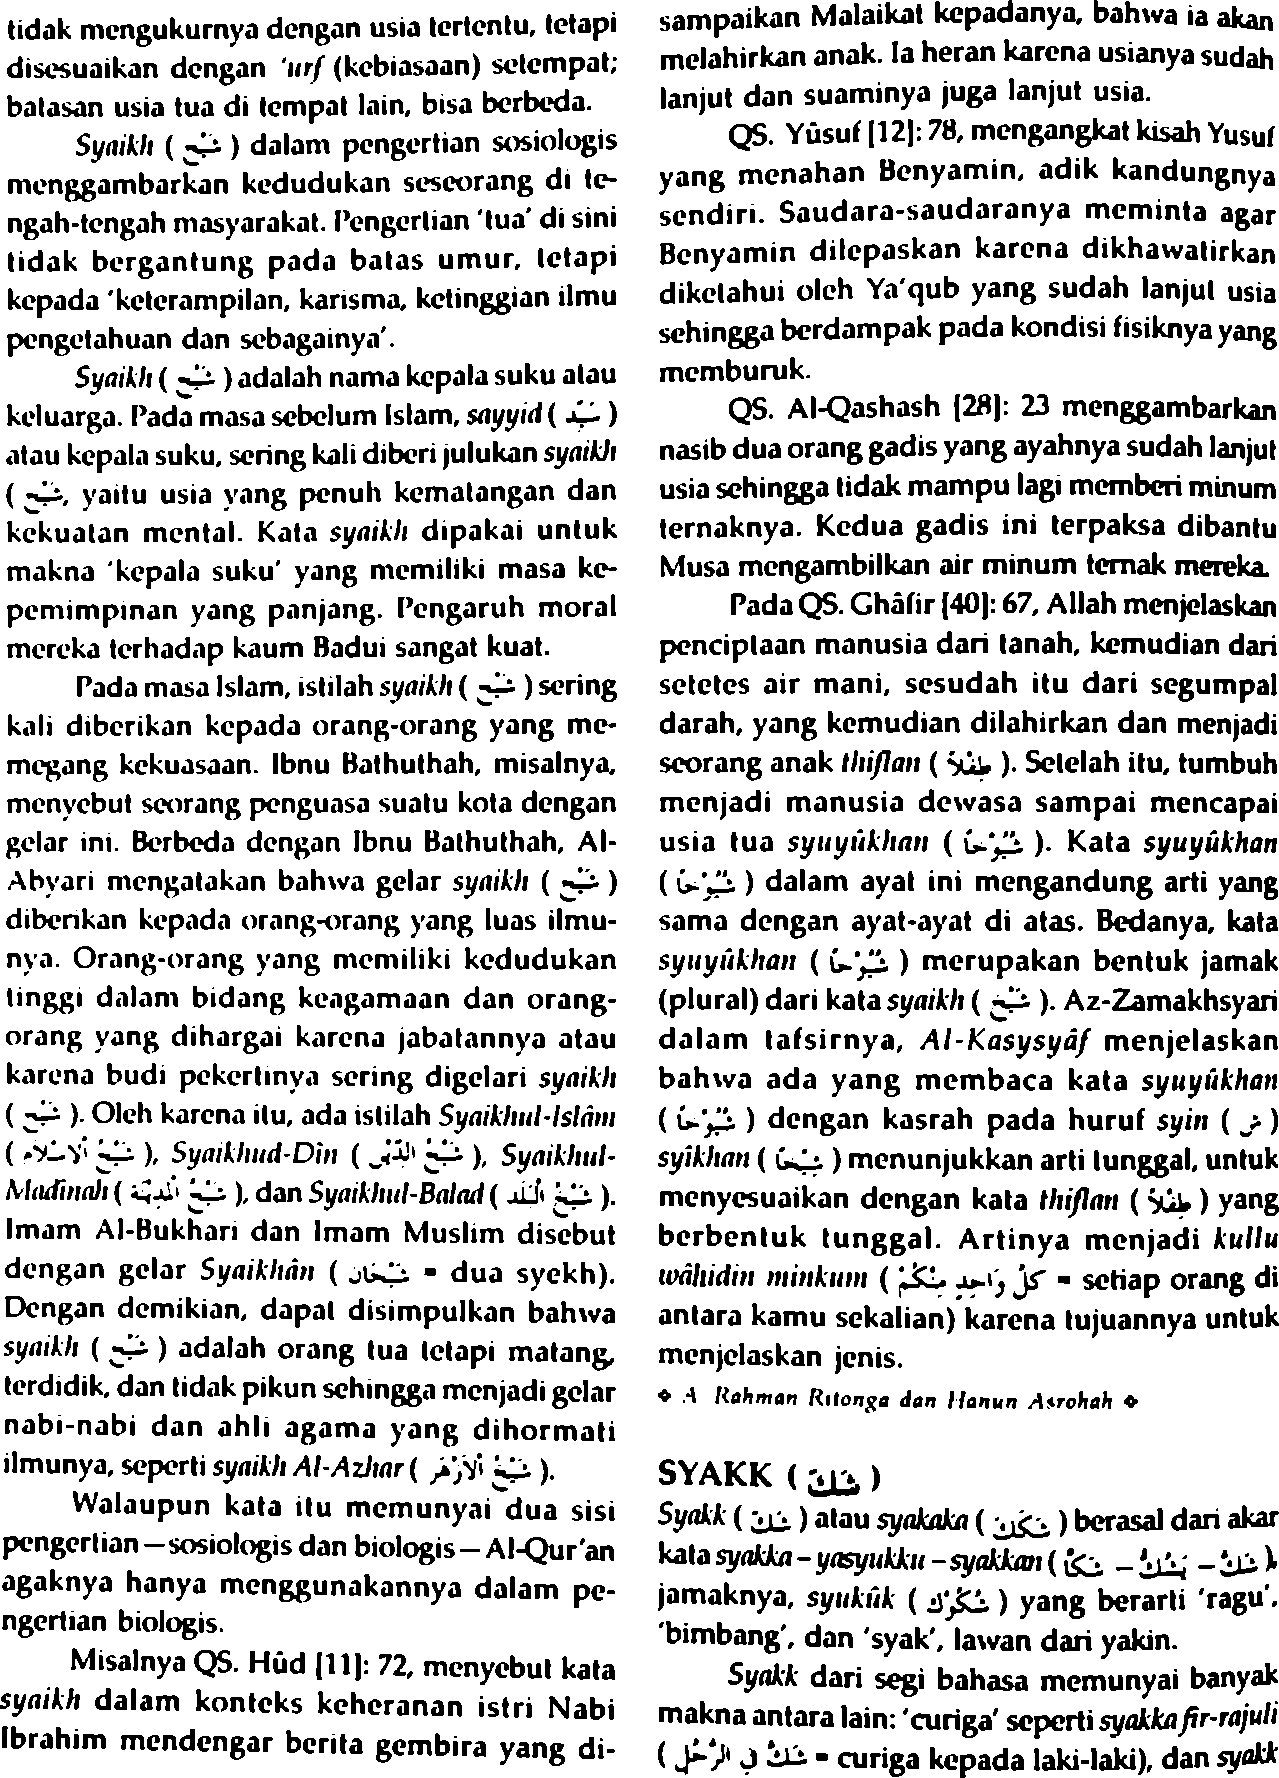 tidak mengukurnya dengan usia tertentu, tetapi
disesuaikan dengan 'urf (kebiasaan) setempat;
batasan usia tua di tempat lain, bisa berbeda.
Syaikh ( شَيْخ ) dalam pengertian sosiologis
menggambarkan kedudukan seseorang di te-
ngah-tengah masyarakat. Pengertian 'tua' di sini
tidak bergantung pada batas umur, tetapi
kepada 'keterampilan, karisma, ketinggian ilmu
pengetahuan dan sebagainya'.
Syaikh ( شَيْخ ) adalah nama kepala suku atau
keluarga. Pada masa sebelum Islam, sayyid ( سَيِّد )
atau kepala suku, sering kali diberi julukan syaikh
( شَيْخ, yaitu usia yang penuh kematangan dan
kekuatan mental. Kata syaikh dipakai untuk
makna 'kepala suku' yang memiliki masa ke-
pemimpinan yang panjang. Pengaruh moral
mereka terhadap kaum Badui sangat kuat.
Pada masa Islam, istilah syaikh ( شَيْخ ) sering
kali diberikan kepada orang-orang yang me-
megang kekuasaan. Ibnu Bathuthah, misalnya,
menyebut seorang penguasa suatu kota dengan
gelar ini. Berbeda dengan Ibnu Bathuthah, Al-
Abyari mengatakan bahwa gelar syaikh ( شَيْخ )
diberikan kepada orang-orang yang luas ilmu-
nya. Orang-orang yang memiliki kedudukan
tinggi dalam bidang keagamaan dan orang-
orang yang dihargai karena jabatannya atau
karena budi pekertinya sering digelari syaikh
( شَيْخ ). Oleh karena itu, ada istilah Syaikhul-Islâm
( شَيْخُ الْاِسْلَام ), Syaikhud-Dîn ( شَيْخُ الدِّيْن ), Syaikhul-
Madînah ( شَيْخُ الْمَدِيْنَة ), dan Syaikhul-Balad ( شَيْخُ الْبَلَد ).
Imam Al-Bukhari dan Imam Muslim disebut
dengan gelar Syaikhân ( شَيْخَان = dua syekh).
Dengan demikian, dapat disimpulkan bahwa
syaikh ( شَيْخ ) adalah orang tua tetapi matang,
terdidik, dan tidak pikun sehingga menjadi gelar
nabi-nabi dan ahli agama yang dihormati
ilmunya, seperti syaikh Al-Azhar ( شَيْخُ الْاَزْهَر ).
Walaupun kata itu memunyai dua sisi
pengertian—sosiologis dan biologis—Al-Qur'an
agaknya hanya menggunakannya dalam pe-
ngertian biologis.
Misalnya QS. Hûd [11]: 72, menyebut kata
syaikh dalam konteks keheranan istri Nabi
Ibrahim mendengar berita gembira yang di-
sampaikan Malaikat kepadanya, bahwa ia akan
melahirkan anak. Ia heran karena usianya sudah
lanjut dan suaminya juga lanjut usia.
QS. Yûsuf [12]: 78, mengangkat kisah Yusuf
yang menahan Benyamin, adik kandungnya
sendiri. Saudara-saudaranya meminta agar
Benyamin dilepaskan karena dikhawatirkan
diketahui oleh Ya'qub yang sudah lanjut usia
sehingga berdampak pada kondisi fisiknya yang
memburuk.
QS. Al-Qashash [28]: 23 menggambarkan
nasib dua orang gadis yang ayahnya sudah lanjut
usia sehingga tidak mampu lagi memberi minum
ternaknya. Kedua gadis ini terpaksa dibantu
Musa mengambilkan air minum ternak mereka.
Pada QS. Ghâfir [40]: 67, Allah menjelaskan
penciptaan manusia dari tanah, kemudian dari
setetes air mani, sesudah itu dari segumpal
darah, yang kemudian dilahirkan dan menjadi
seorang anak thiflan ( طِفْلًا ). Setelah itu, tumbuh
menjadi manusia dewasa sampai mencapai
usia tua syuyûkhan ( شُيُوْخًا ). Kata syuyûkhan
( شُيُوْخًا ) dalam ayat ini mengandung arti yang
sama dengan ayat-ayat di atas. Bedanya, kata
syuyûkhan ( شُيُوْخًا ) merupakan bentuk jamak
(plural) dari kata syaikh ( شَيْخ ). Az-Zamakhsyari
dalam tafsirnya, Al-Kasysyâf menjelaskan
bahwa ada yang membaca kata syuyûkhan
( شُيُوْخًا ) dengan kasrah pada huruf syin ( ش )
syîkhan ( شِيْخًا ) menunjukkan arti tunggal, untuk
menyesuaikan dengan kata thiflan ( طِفْلًا ) yang
berbentuk tunggal. Artinya menjadi kullu
wâhidin minkum ( كُلُّ وَاحِدٍ مِنْكُمْ = setiap orang di
antara kamu sekalian) karena tujuannya untuk
menjelaskan jenis.
❖ A Rahman Ritonga dan Hanun Asrohah ❖
SYAKK ( شَكّ )
Syakk ( شَكّ ) atau syakaka ( شَكَكَ ) berasal dari akar
kata syakka – yasyukku – syakkan ( شَكَّ – يَشُكُّ – شَكًّا ),
jamaknya, syukûk ( شُكُوْك ) yang berarti 'ragu',
'bimbang', dan 'syak', lawan dari yakin.
Syakk dari segi bahasa memunyai banyak
makna antara lain: 'curiga' seperti syakka fir-rajuli
( شَكَّ فِي الرَّجُلِ = curiga kepada laki-laki), dan syakk